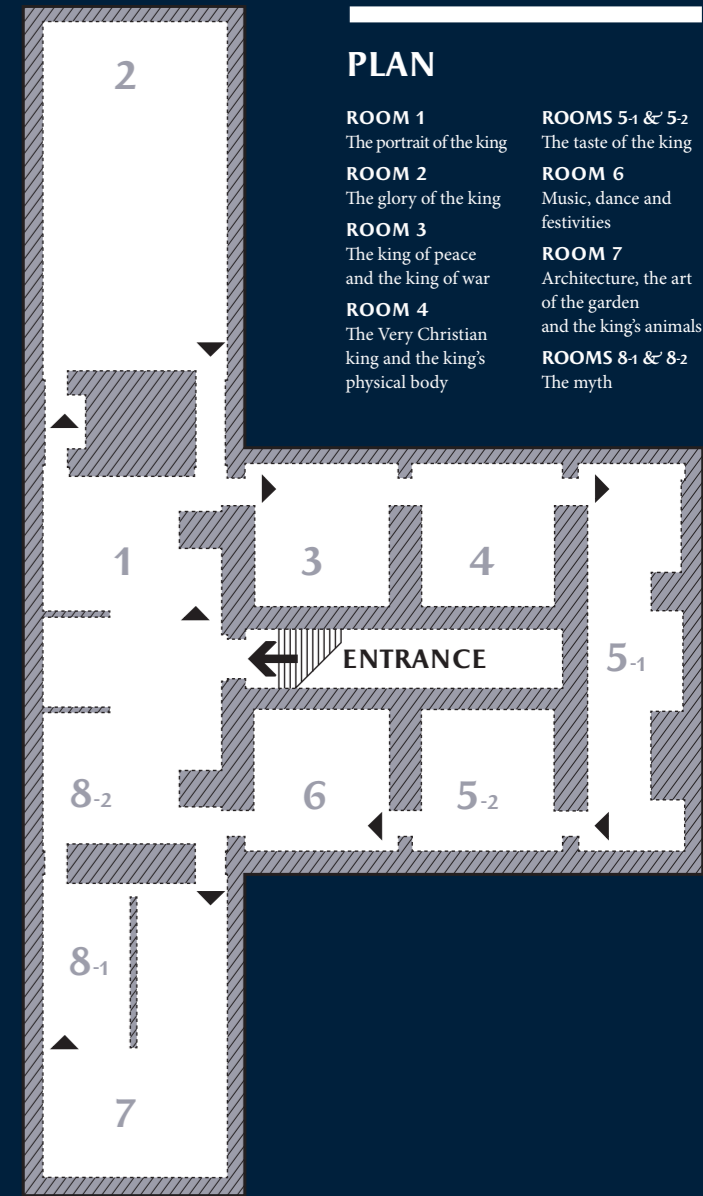 PLAN
ROOM 1
The portrait of the king
ROOM 2
The glory of the king
ROOM 3
The king of peace
and the king of war
ROOM 4
The Very Christian
king and the king's
physical body
ROOMS 5-1 & 5-2
The taste of the king
ROOM 6
Music, dance and
festivities
ROOM 7
Architecture, the art
of the garden
and the king's animals
ROOMS 8-1 & 8-2
The myth
2
1
3
4
ENTRANCE
5-1
8-2
6
5-2
8-1
7